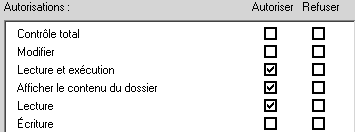 Autorisations : Autoriser Refuser
Contrôle total
Modifier
Lecture et exécution
Afficher le contenu du dossier
Lecture
Écriture